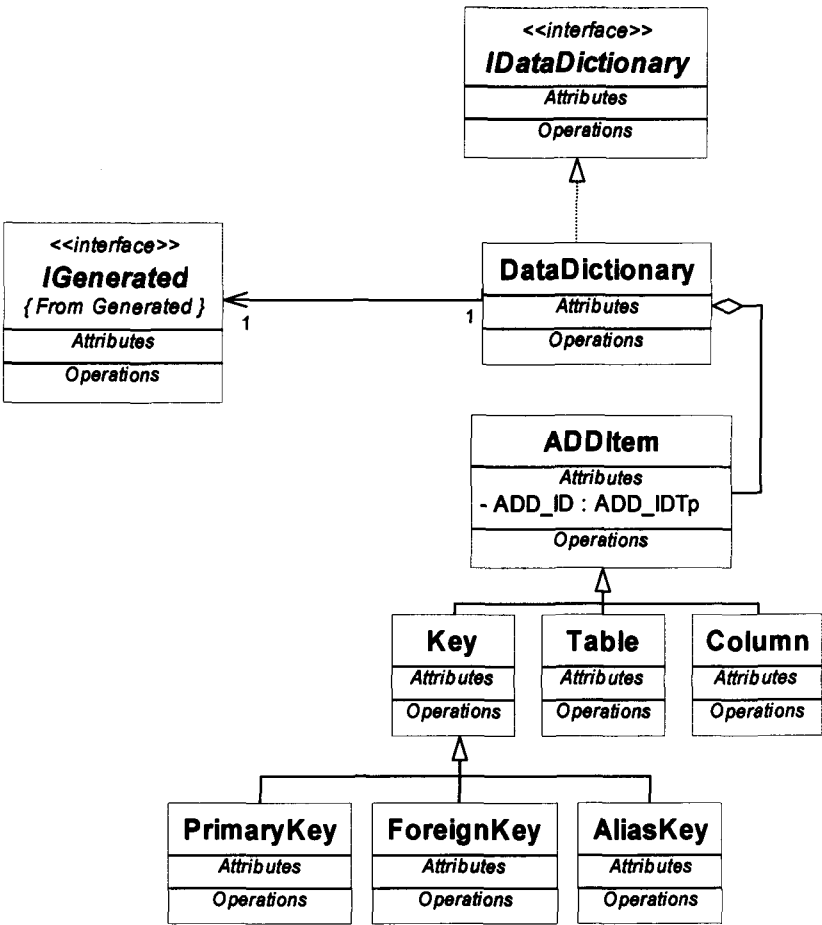 <<interface>>
IDataDictionary
Attributes
Operations
<<interface>>
IGenerated
{ From Generated }
Attributes
Operations
1
1
DataDictionary
Attributes
Operations
ADDItem
Attributes
- ADD_ID : ADD_IDTp
Operations
Key
Attributes
Operations
Table
Attributes
Operations
Column
Attributes
Operations
PrimaryKey
Attributes
Operations
ForeignKey
Attributes
Operations
AliasKey
Attributes
Operations